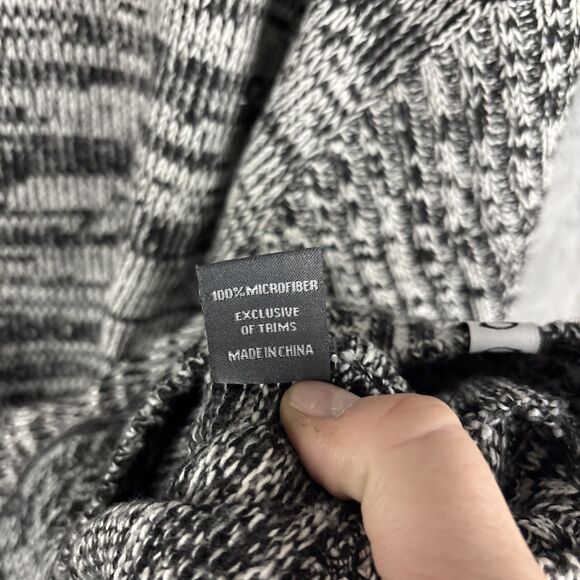 100% MICROFIBER
EXCLUSIVE
OF TRIMS
MADE IN CHINA